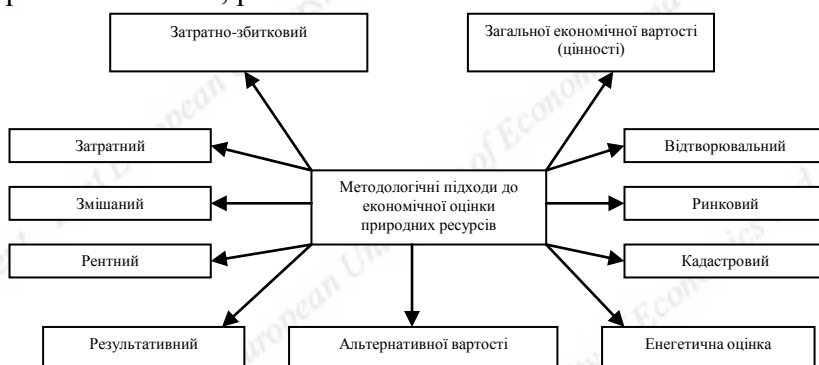 Затратно-збитковий
Загальної економічної вартості
(цінності)
Затратний
Відтворювальний
Методологічні підходи до
економічної оцінки
природних ресурсів
Змішаний
Ринковий
Рентний
Кадастровий
Результативний
Альтернативної вартості
Енегетична оцінка